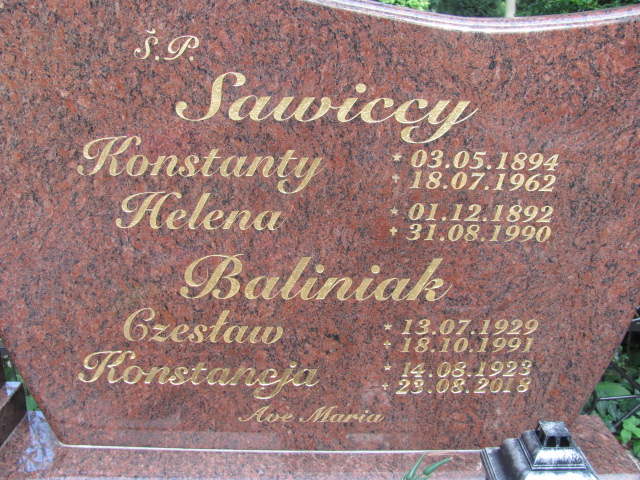 Ś.P.
Sawiccy
Konstanty * 03.05.1894
† 18.07.1962
Helena * 01.12.1892
† 31.08.1990
Baliniak
Czesław * 13.07.1929
† 18.10.1991
Konstancja * 14.08.1923
† 23.08.2018
Ave Maria